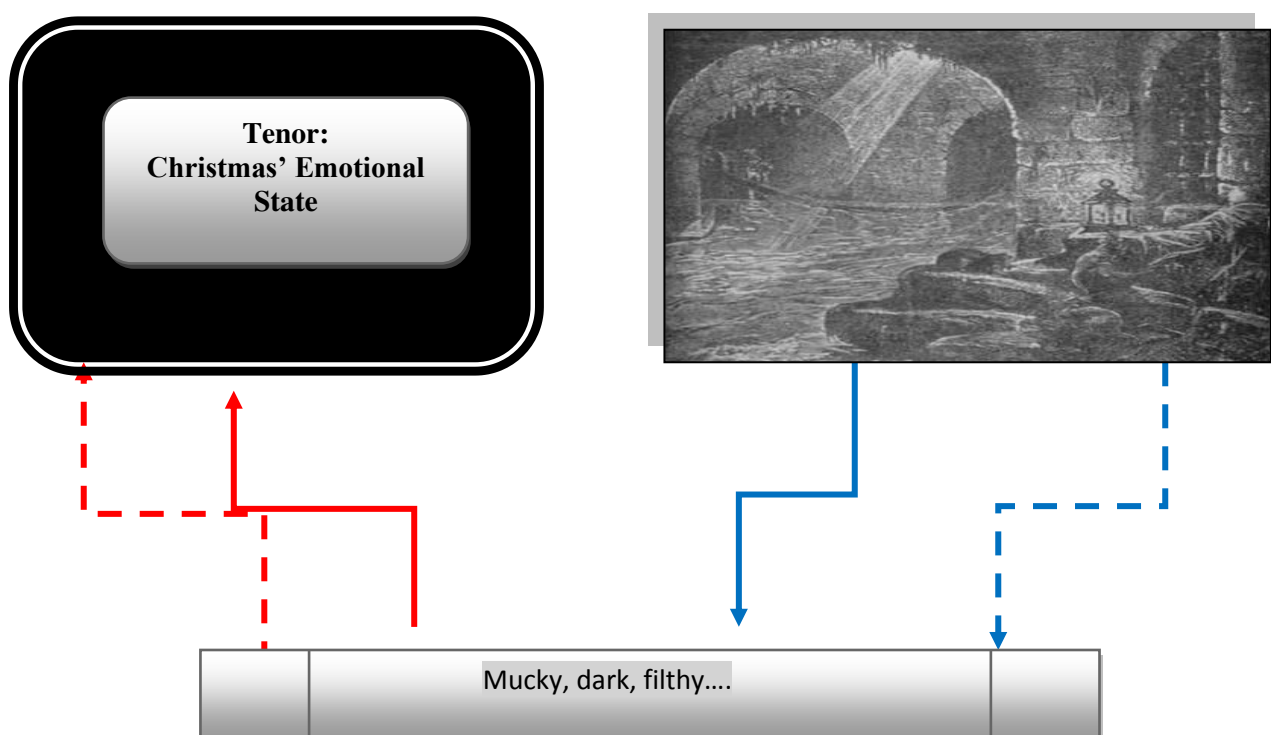 Tenor:
Christmas’ Emotional
State
Mucky, dark, filthy….